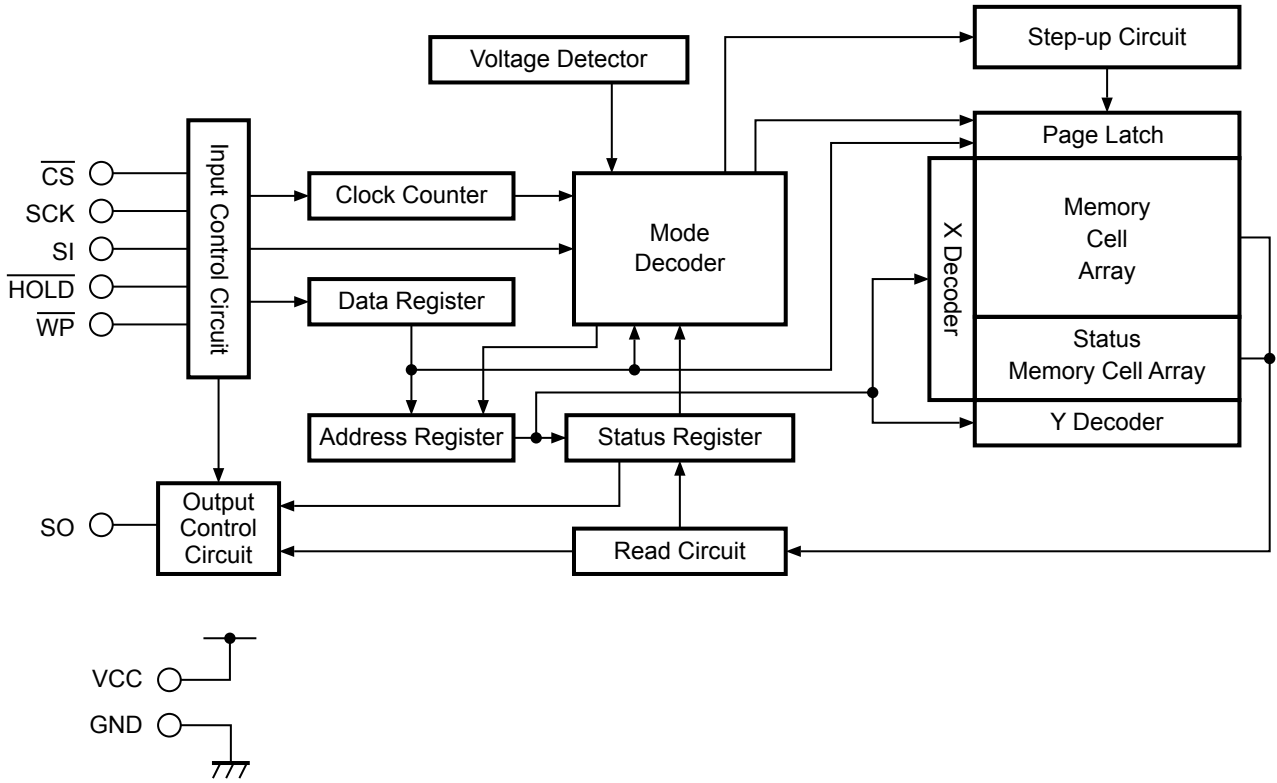 Step-up Circuit
Voltage Detector
Page Latch
Input Control Circuit
CS
SCK
SI
HOLD
WP
Clock Counter
Mode
Decoder
X Decoder
Memory
Cell
Array
Data Register
Status
Memory Cell Array
Address Register
Status Register
Y Decoder
SO
Output
Control
Circuit
Read Circuit
VCC
GND